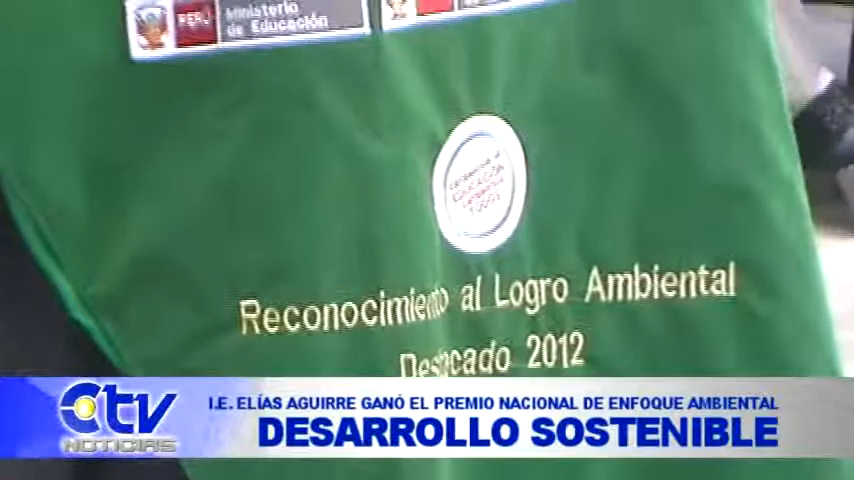 PERÚ
Ministerio
de Educación
Reconocimiento al Logro Ambiental
Destacado 2012
I.E. ELÍAS AGUIRRE GANÓ EL PREMIO NACIONAL DE ENFOQUE AMBIENTAL
DESARROLLO SOSTENIBLE
ctv
NOTICIAS